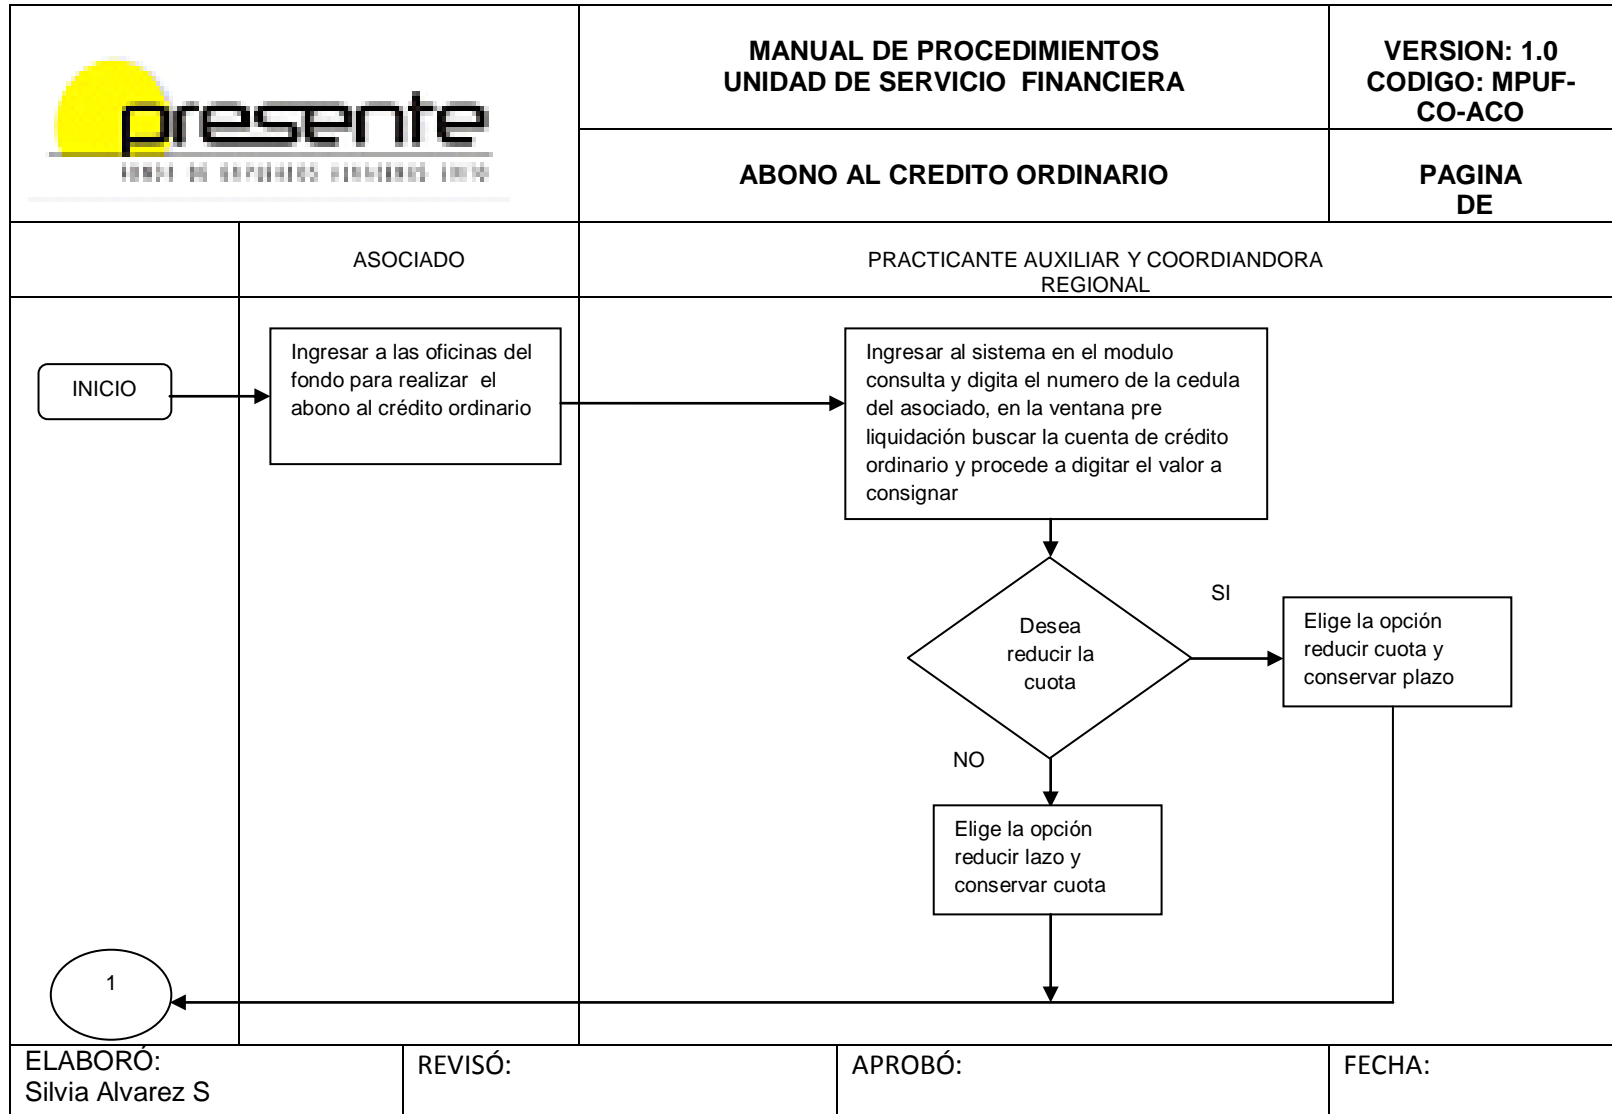 presente
MANUAL DE PROCEDIMIENTOS
UNIDAD DE SERVICIO FINANCIERA
VERSION: 1.0
CODIGO: MPUF-
CO-ACO
ABONO AL CREDITO ORDINARIO
PAGINA
DE
ASOCIADO
PRACTICANTE AUXILIAR Y COORDIANDORA
REGIONAL
INICIO
Ingresar a las oficinas del
fondo para realizar el
abono al crédito ordinario
Ingresar al sistema en el modulo
consulta y digita el numero de la cedula
del asociado, en la ventana pre
liquidación buscar la cuenta de crédito
ordinario y procede a digitar el valor a
consignar
Desea
reducir la
cuota
SI
Elige la opción
reducir cuota y
conservar plazo
NO
Elige la opción
reducir lazo y
conservar cuota
1
ELABORÓ:
Silvia Alvarez S
REVISÓ:
APROBÓ:
FECHA: